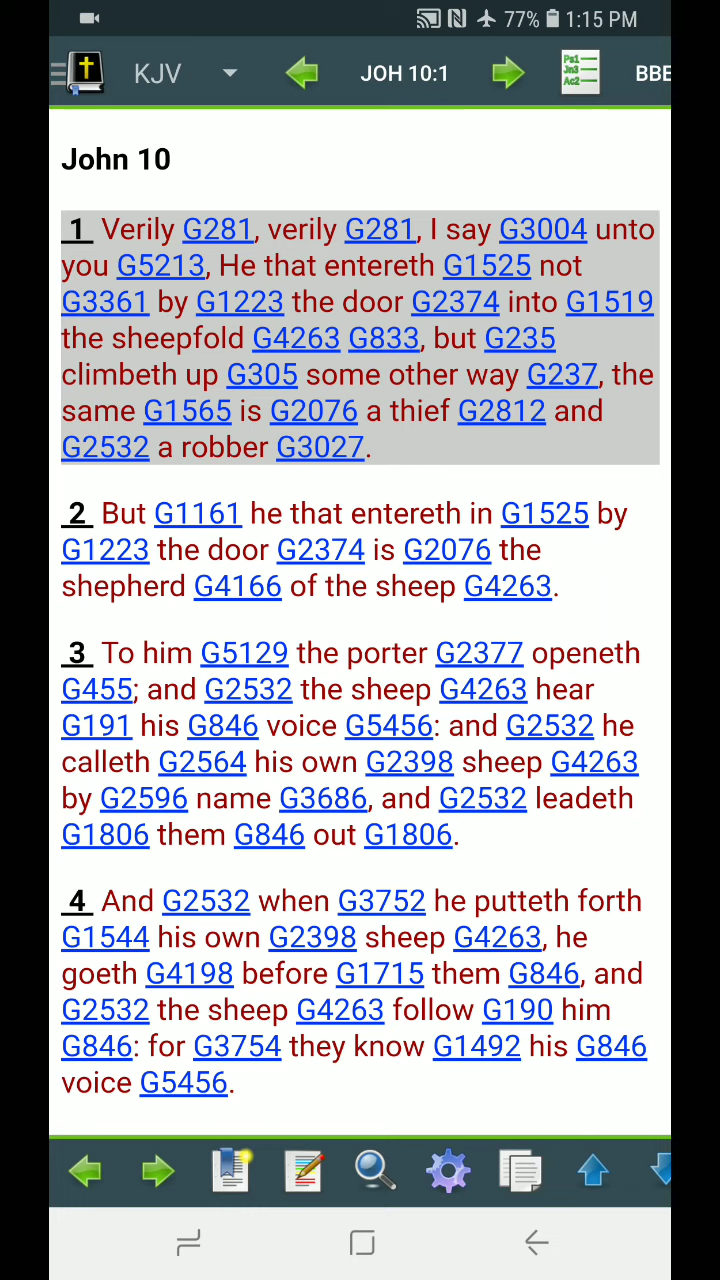 77% 1:15 PM
KJV JOH 10:1 Ps1 Jn3 Ac2 BBE
John 10
1 Verily G281, verily G281, I say G3004 unto
you G5213, He that entereth G1525 not
G3361 by G1223 the door G2374 into G1519
the sheepfold G4263 G833, but G235
climbeth up G305 some other way G237, the
same G1565 is G2076 a thief G2812 and
G2532 a robber G3027.
2 But G1161 he that entereth in G1525 by
G1223 the door G2374 is G2076 the
shepherd G4166 of the sheep G4263.
3 To him G5129 the porter G2377 openeth
G455; and G2532 the sheep G4263 hear
G191 his G846 voice G5456: and G2532 he
calleth G2564 his own G2398 sheep G4263
by G2596 name G3686, and G2532 leadeth
G1806 them G846 out G1806.
4 And G2532 when G3752 he putteth forth
G1544 his own G2398 sheep G4263, he
goeth G4198 before G1715 them G846, and
G2532 the sheep G4263 follow G190 him
G846: for G3754 they know G1492 his G846
voice G5456.